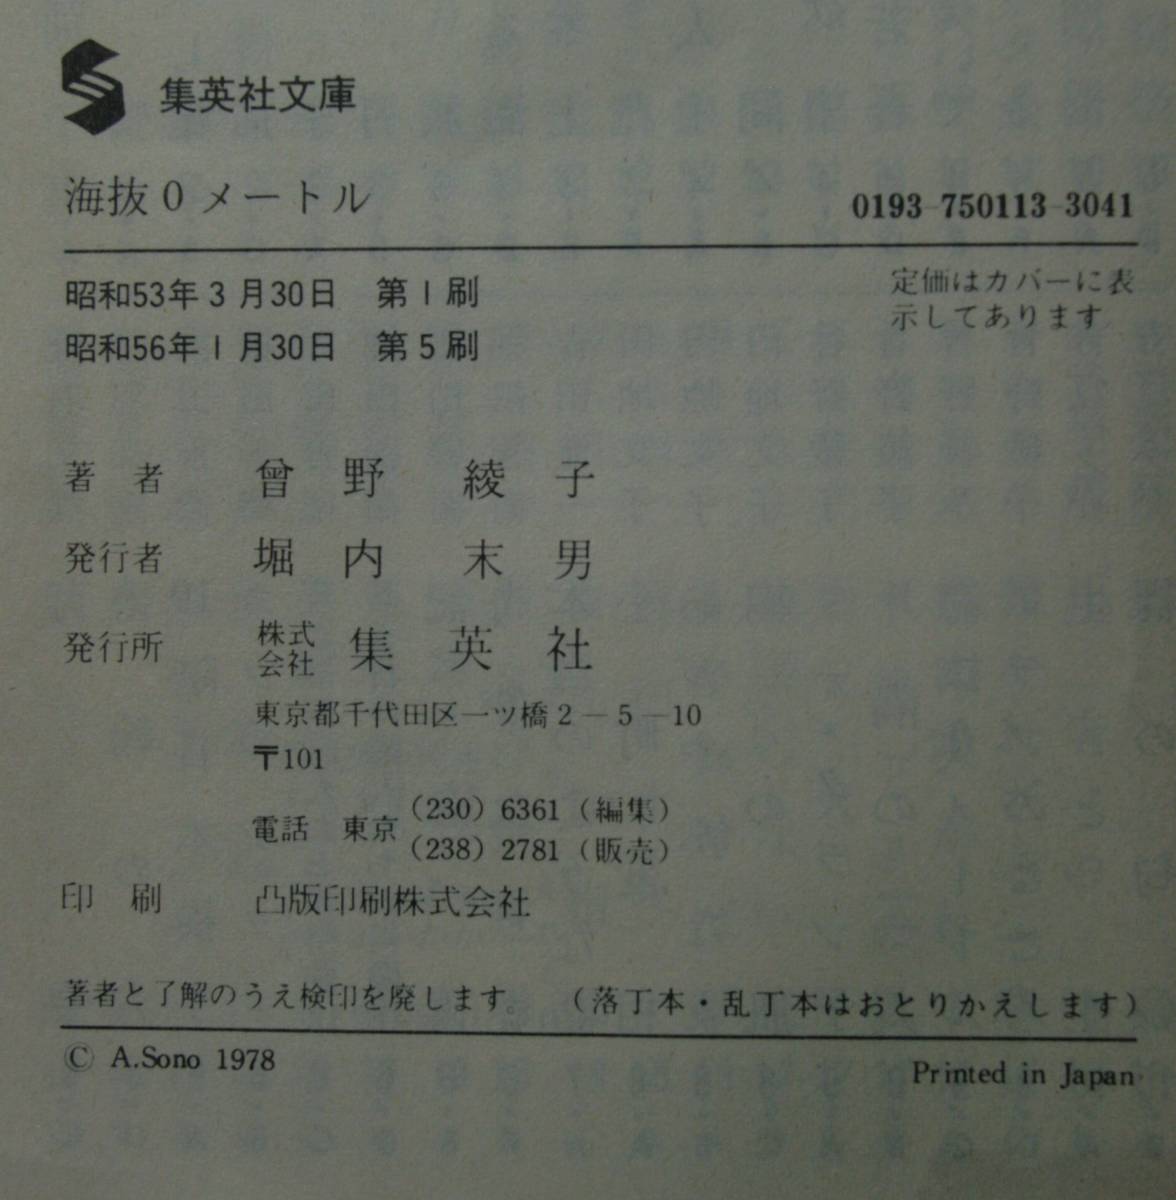 集英社文庫
海抜0メートル
0193-750113-3041
定価はカバーに表
示してあります
昭和53年3月30日 第1刷
昭和56年1月30日 第5刷
著者 曾野綾子
発行者 堀内末男
発行所 株式会社 集英社
東京都千代田区一ツ橋2-5-10
〒101
電話 東京 (230) 6361 (編集)
(238) 2781 (販売)
印刷 凸版印刷株式会社
著者と了解のうえ検印を廃します。 (落丁本・乱丁本はおとりかえします)
© A.Sono 1978
Printed in Japan